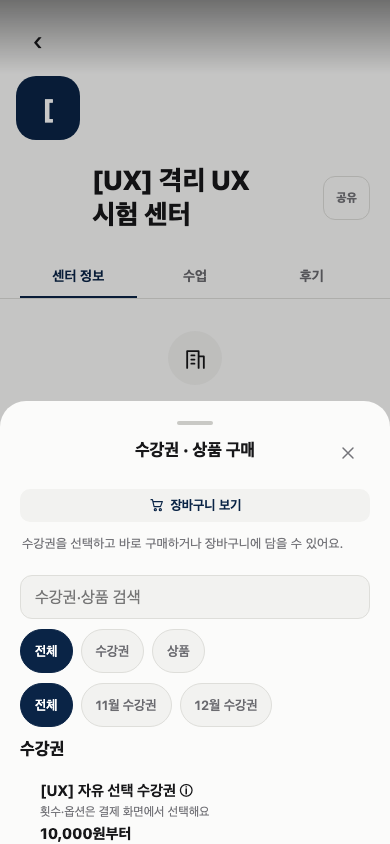 [
[UX] 격리 UX
시험 센터
공유
센터 정보
수업
후기
수강권 · 상품 구매
장바구니 보기
수강권을 선택하고 바로 구매하거나 장바구니에 담을 수 있어요.
수강권·상품 검색
전체
수강권
상품
전체
11월 수강권
12월 수강권
수강권
[UX] 자유 선택 수강권 ⓘ
횟수·옵션은 결제 화면에서 선택해요
10,000원부터